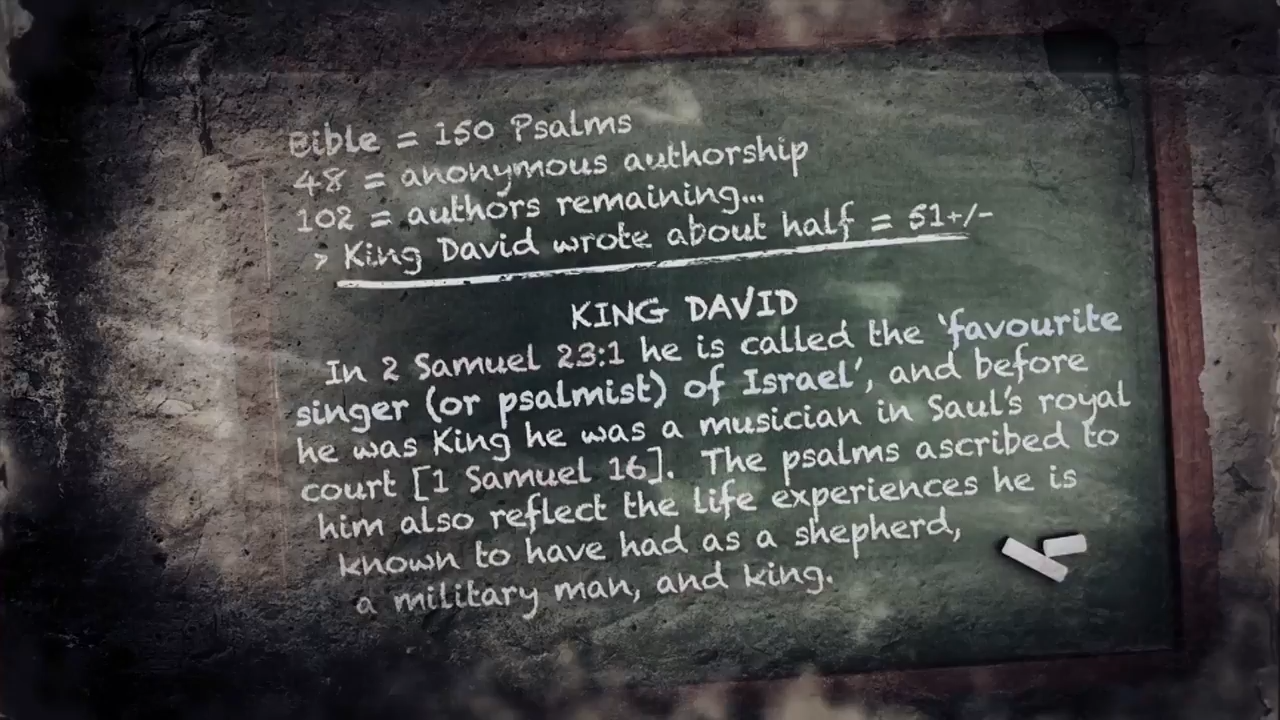 Bible = 150 Psalms
48 = anonymous authorship
102 = authors remaining...
> King David wrote about half = 51+/-
KING DAVID
In 2 Samuel 23:1 he is called the ‘favourite
singer (or psalmist) of Israel’, and before
he was King he was a musician in Saul’s royal
court [1 Samuel 16]. The psalms ascribed to
him also reflect the life experiences he is
known to have had as a shepherd,
a military man, and king.